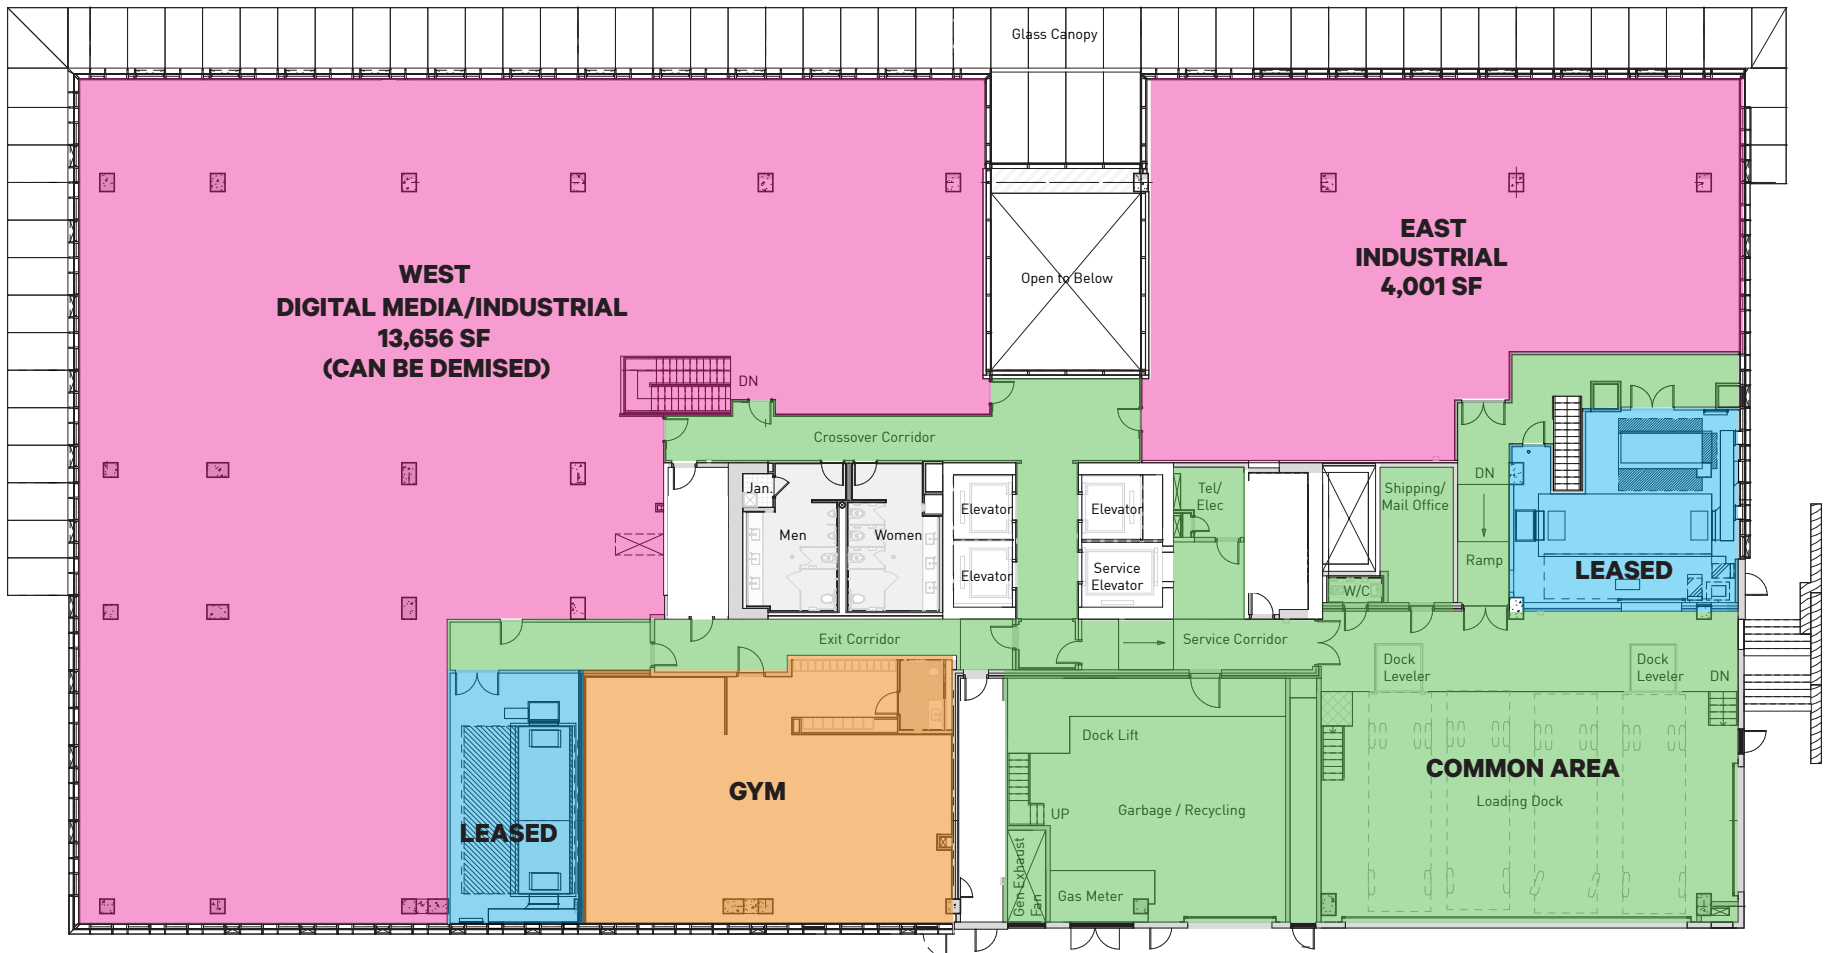 Glass Canopy
WEST
DIGITAL MEDIA/INDUSTRIAL
13,656 SF
(CAN BE DEMISED)
EAST
INDUSTRIAL
4,001 SF
Open to Below
DN
Crossover Corridor
Jan.
Men
Women
Elevator
Elevator
Elevator
Service
Elevator
Tel/
Elec
Shipping/
Mail Office
DN
Ramp
W/C
LEASED
Exit Corridor
Service Corridor
Dock
Leveler
Dock
Leveler
DN
LEASED
GYM
Dock Lift
UP
Garbage / Recycling
Gen Exhaust
Fan
Gas Meter
COMMON AREA
Loading Dock